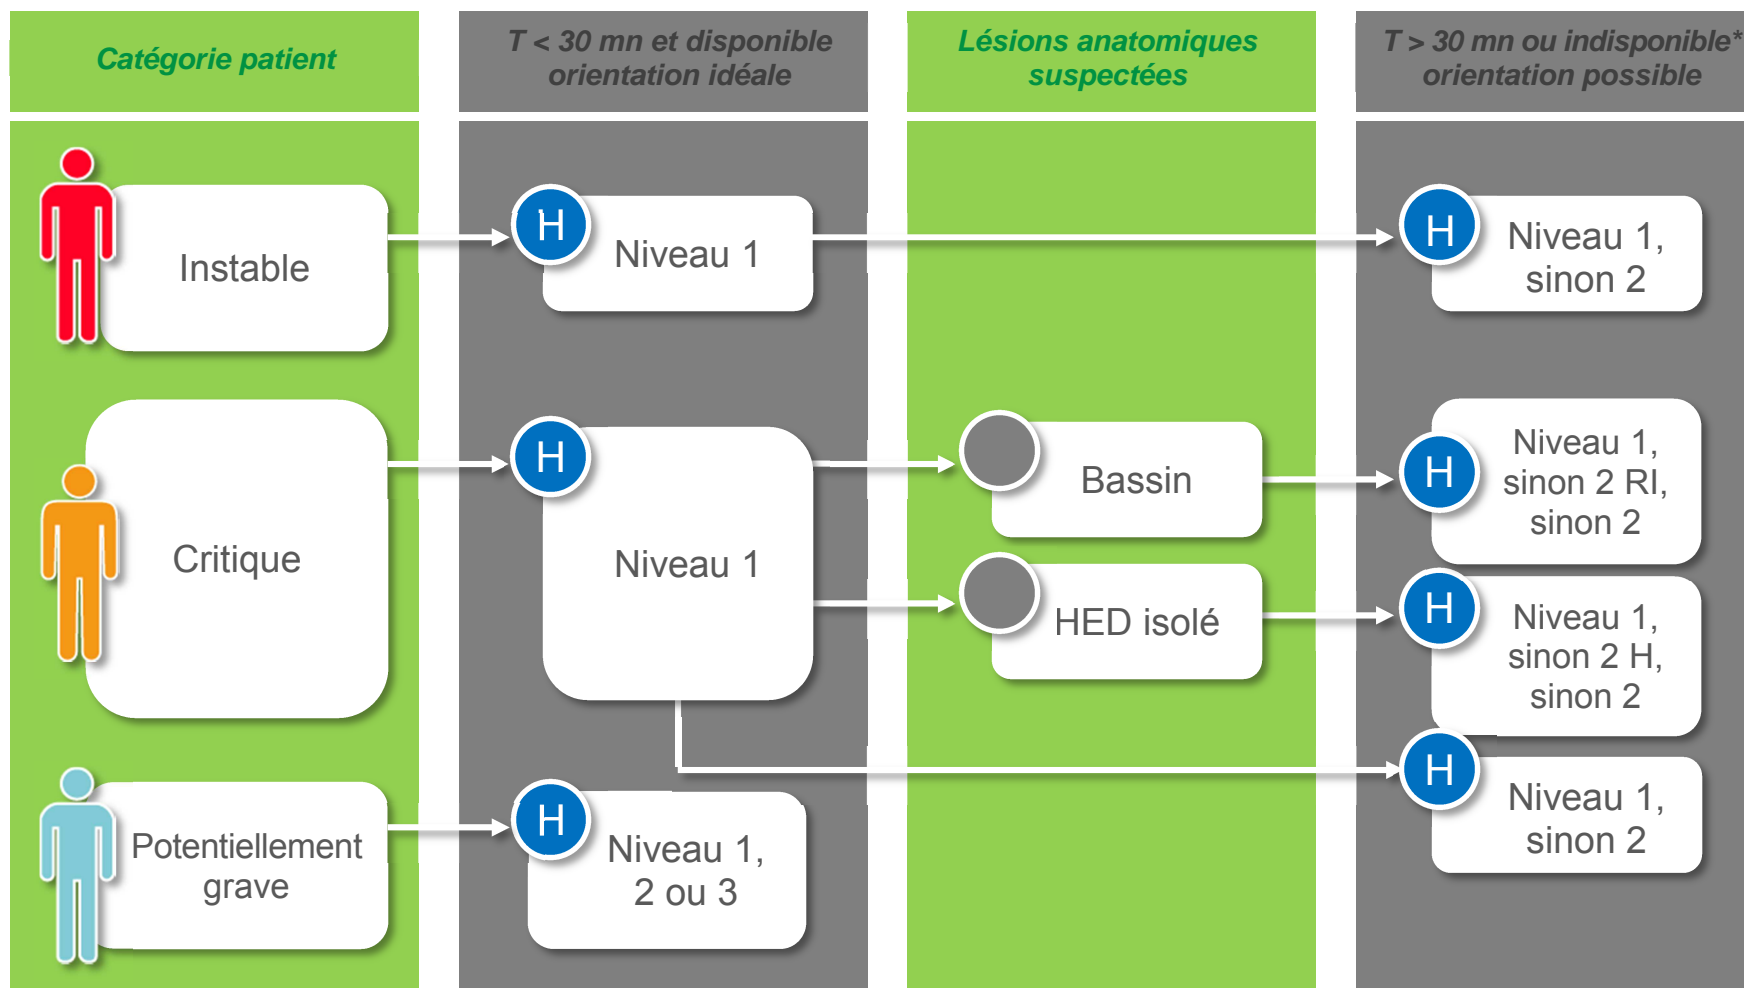 Catégorie patient
T < 30 mn et disponible
orientation idéale
Lésions anatomiques
suspectées
T > 30 mn ou indisponible*
orientation possible
Instable
H
Niveau 1
H
Niveau 1,
sinon 2
Critique
H
Niveau 1
Bassin
H
Niveau 1,
sinon 2 RI,
sinon 2
HED isolé
H
Niveau 1,
sinon 2 H,
sinon 2
H
Niveau 1,
sinon 2
Potentiellement
grave
H
Niveau 1,
2 ou 3